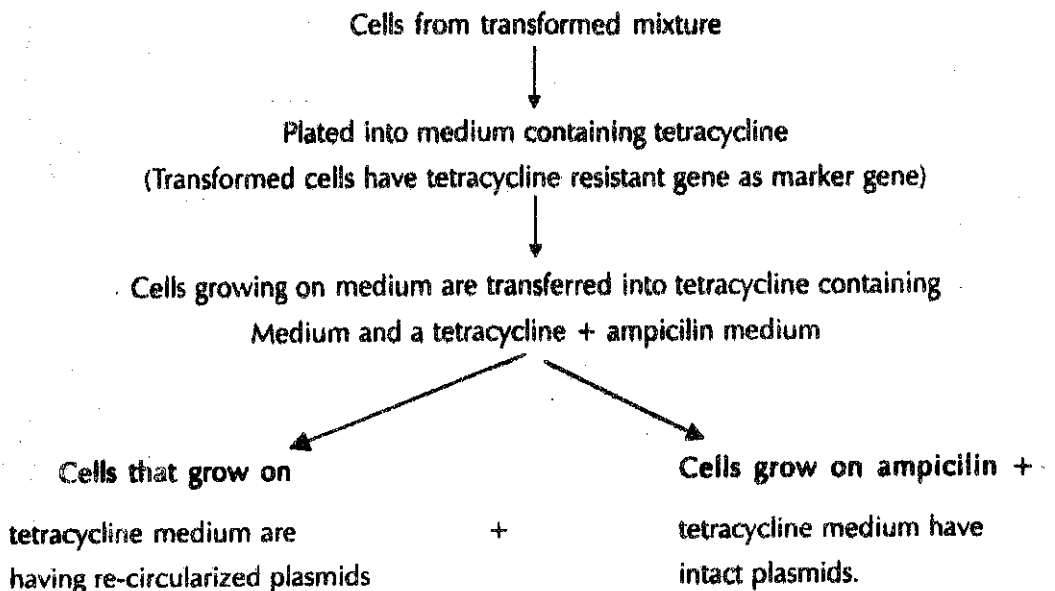 Cells from transformed mixture
Plated into medium containing tetracycline
(Transformed cells have tetracycline resistant gene as marker gene)
Cells growing on medium are transferred into tetracycline containing
Medium and a tetracycline + ampicilin medium
Cells that grow on
tetracycline medium are
having re-circularized plasmids
+
Cells grow on ampicilin +
tetracycline medium have
intact plasmids.